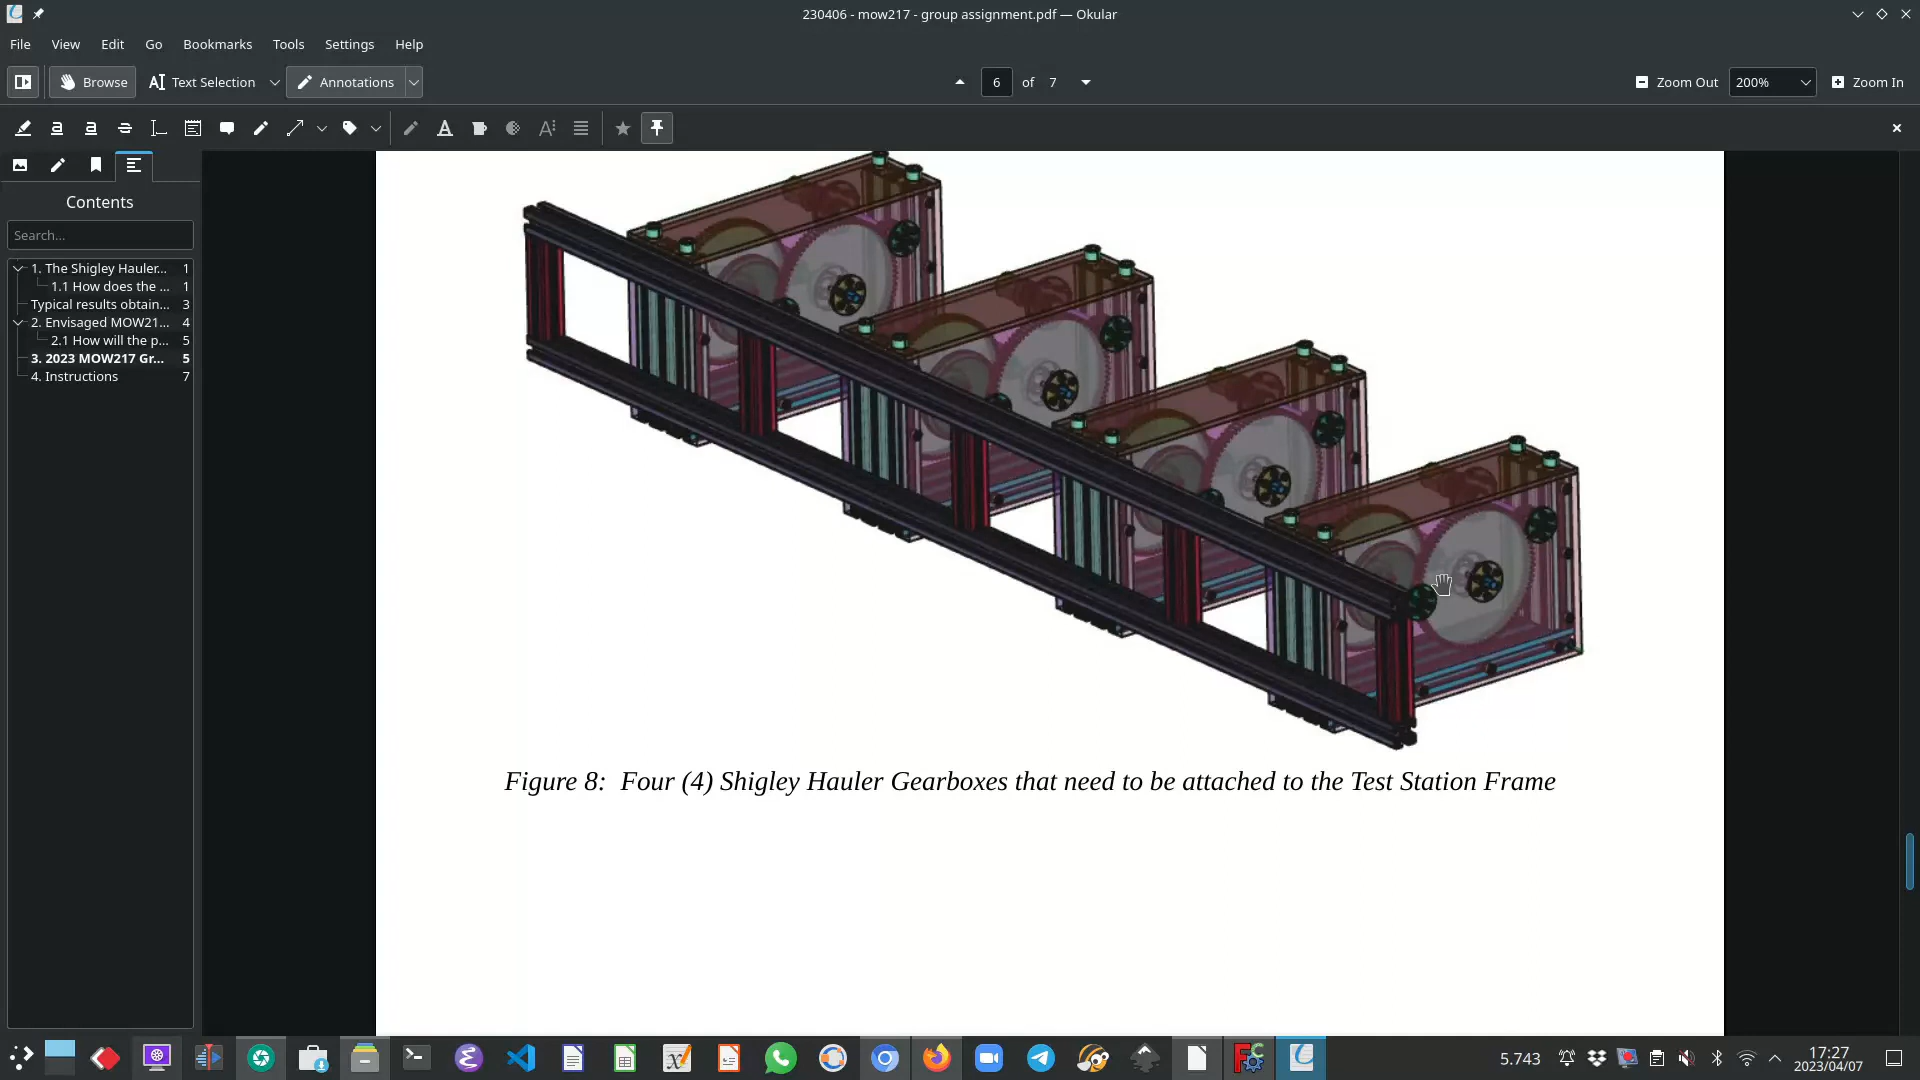 230406 - mow217 - group assignment.pdf — Okular
File View Edit Go Bookmarks Tools Settings Help
Browse Text Selection Annotations 6 of 7 Zoom Out 200% Zoom In
Contents
Search...
1. The Shigley Hauler... 1
1.1 How does the ... 1
Typical results obtain... 3
2. Envisaged MOW21... 4
2.1 How will the p... 5
3. 2023 MOW217 Gr... 5
4. Instructions 7
Figure 8: Four (4) Shigley Hauler Gearboxes that need to be attached to the Test Station Frame
5.743
17:27
2023/04/07